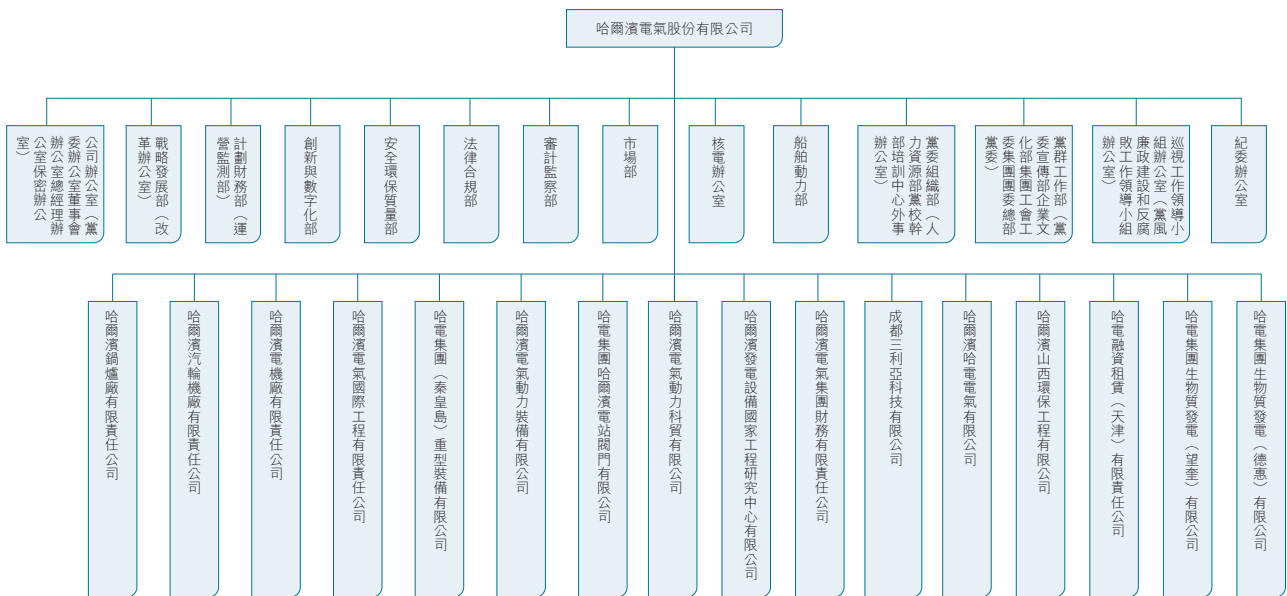 哈爾濱電氣股份有限公司
公司辦公室（黨
委辦公室董事會
辦公室總經理辦
公室保密辦公
室）
戰略發展部（改
革辦公室）
計劃財務部（運
營監測部）
創新與數字化部
安全環保質量部
法律合規部
審計監察部
市場部
核電辦公室
船舶動力部
黨委組織部（人
力資源部黨校幹
部培訓中心外事
辦公室）
黨群工作部（黨
委宣傳部企業文
化部集團工會工
委集團團委總部
黨委）
巡視工作領導小
組辦公室（黨風
廉政建設和反腐
敗工作領導小組
辦公室）
紀委辦公室
哈爾濱鍋爐廠有限責任公司
哈爾濱汽輪機廠有限責任公司
哈爾濱電機廠有限責任公司
哈爾濱電氣國際工程有限責任公司
哈電集團（秦皇島）重型裝備有限公司
哈爾濱電氣動力裝備有限公司
哈電集團哈爾濱電站閥門有限公司
哈爾濱電氣動力科貿有限公司
哈爾濱發電設備國家工程研究中心有限公司
哈爾濱電氣集團財務有限責任公司
成都三利亞科技有限公司
哈爾濱哈電電氣有限公司
哈爾濱山西環保工程有限公司
哈電融資租賃（天津）有限責任公司
哈電集團生物質發電（望奎）有限公司
哈電集團生物質發電（德惠）有限公司